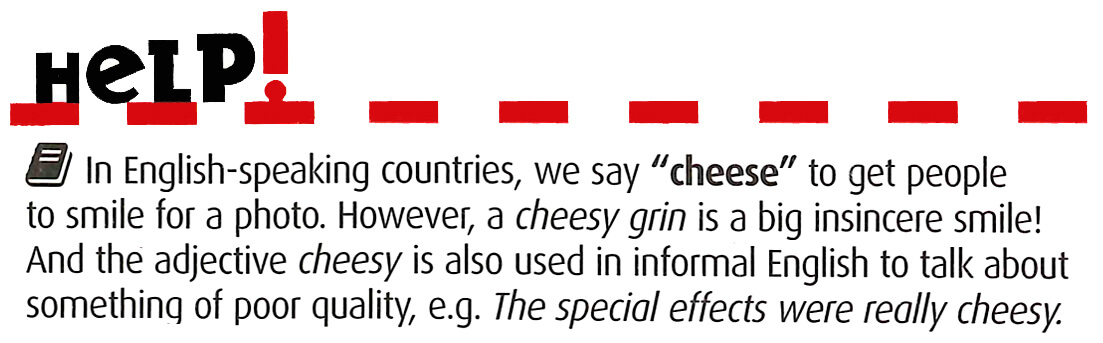 HeLP!
In English-speaking countries, we say “cheese” to get people
to smile for a photo. However, a cheesy grin is a big insincere smile!
And the adjective cheesy is also used in informal English to talk about
something of poor quality, e.g. The special effects were really cheesy.